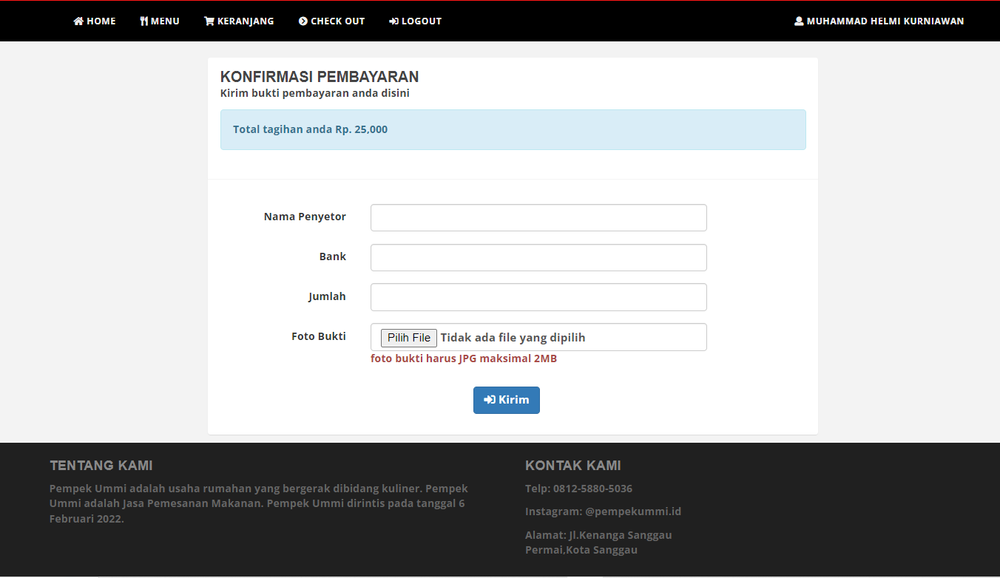 HOME MENU KERANJANG CHECK OUT LOGOUT MUHAMMAD HELMI KURNIAWAN
KONFIRMASI PEMBAYARAN
Kirim bukti pembayaran anda disini
Total tagihan anda Rp. 25,000
Nama Penyetor
Bank
Jumlah
Foto Bukti Pilih File Tidak ada file yang dipilih
foto bukti harus JPG maksimal 2MB
Kirim
TENTANG KAMI
Pempek Ummi adalah usaha rumahan yang bergerak dibidang kuliner. Pempek
Ummi adalah Jasa Pemesanan Makanan. Pempek Ummi dirintis pada tanggal 6
Februari 2022.
KONTAK KAMI
Telp: 0812-5880-5036
Instagram: @pempekummi.id
Alamat: Jl.Kenanga Sanggau
Permai,Kota Sanggau